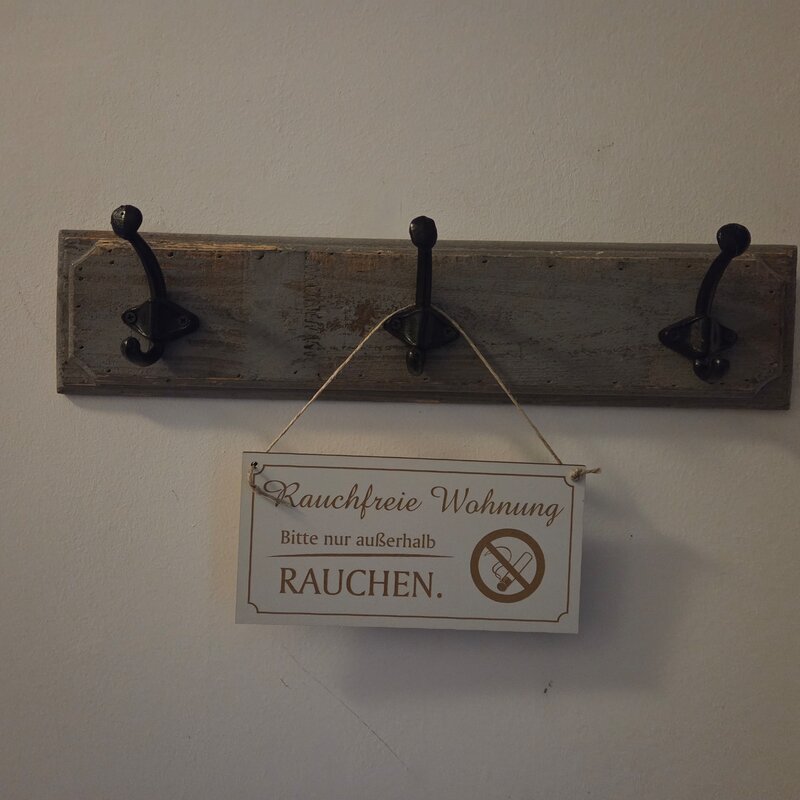 Rauchfreie Wohnung
Bitte nur außerhalb
RAUCHEN.